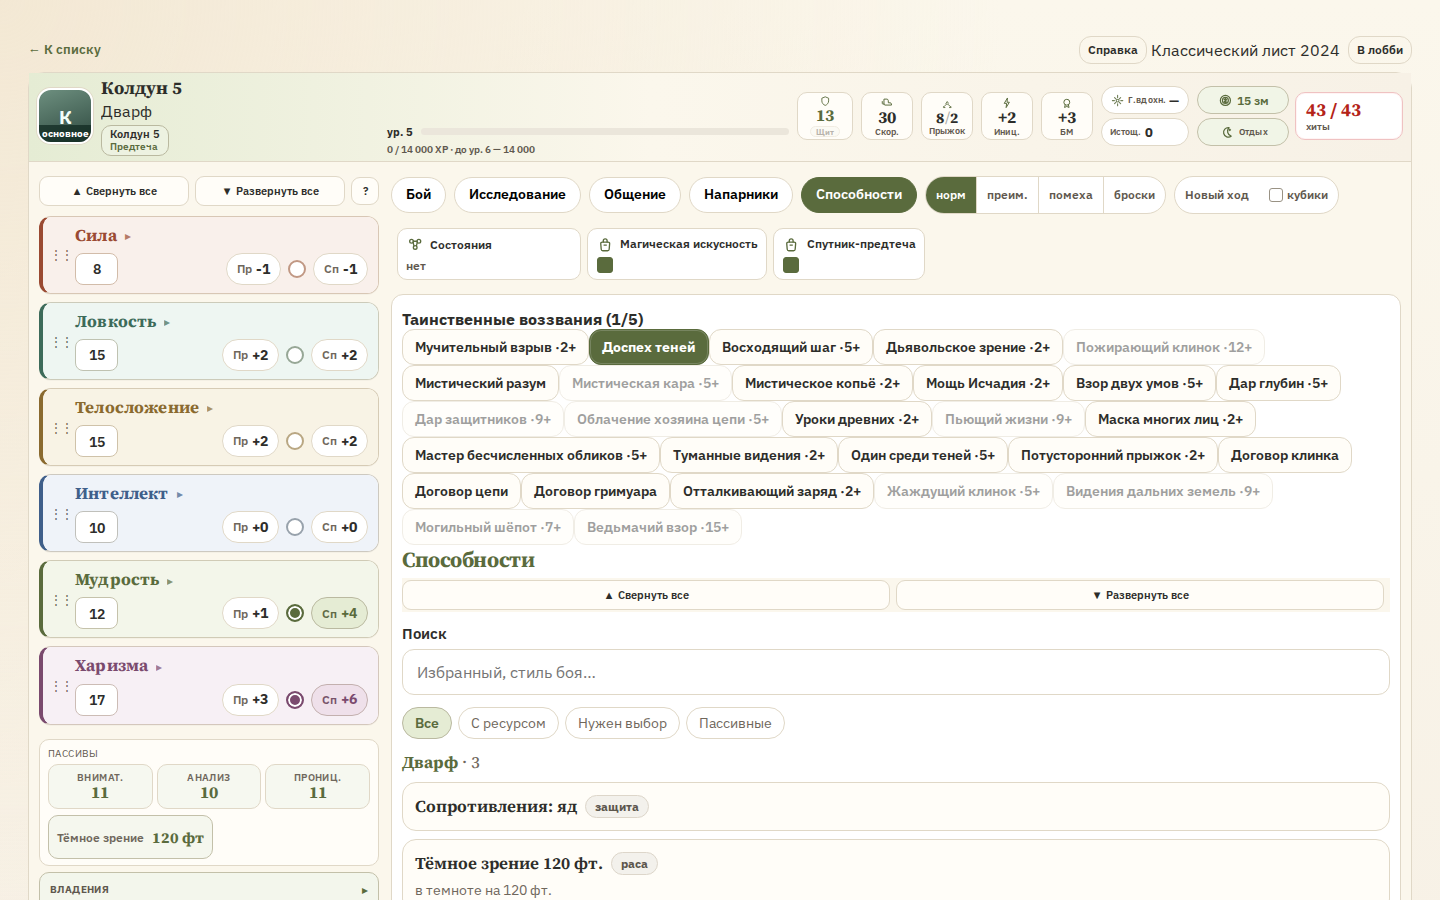 ← К списку
Справка Классический лист 2024 В лобби
К
основное
Колдун 5
Дварф
Колдун 5
Предтеча
ур. 5
0 / 14 000 XP · до ур. 6 — 14 000
13
Щит
30
Скор.
8/2
Прыжок
+2
Иниц.
+3
БМ
Г.вдохн. —
Истощ. 0
15 зм
Отдых
43 / 43
хиты
▲ Свернуть все ▼ Развернуть все ?
Сила ▸
8 Пр -1 Сп -1
Ловкость ▸
15 Пр +2 Сп +2
Телосложение ▸
15 Пр +2 Сп +2
Интеллект ▸
10 Пр +0 Сп +0
Мудрость ▸
12 Пр +1 Сп +4
Харизма ▸
17 Пр +3 Сп +6
ПАССИВЫ
ВНИМАТ.
11
АНАЛИЗ
10
ПРОНИЦ.
11
Тёмное зрение 120 фт
ВЛАДЕНИЯ ▸
Бой Исследование Общение Напарники Способности норм преим. помеха броски Новый ход кубики
Состояния
нет
Магическая искусность
Спутник-предтеча
Таинственные воззвания (1/5)
Мучительный взрыв ·2+ Доспех теней Восходящий шаг ·5+ Дьявольское зрение ·2+ Пожирающий клинок ·12+
Мистический разум Мистическая кара ·5+ Мистическое копьё ·2+ Мощь Исчадия ·2+ Взор двух умов ·5+ Дар глубин ·5+
Дар защитников ·9+ Облачение хозяина цепи ·5+ Уроки древних ·2+ Пьющий жизни ·9+ Маска многих лиц ·2+
Мастер бесчисленных обликов ·5+ Туманные видения ·2+ Один среди теней ·5+ Потусторонний прыжок ·2+ Договор клинка
Договор цепи Договор гримуара Отталкивающий заряд ·2+ Жаждущий клинок ·5+ Видения дальних земель ·9+
Могильный шёпот ·7+ Ведьмачий взор ·15+
Способности
▲ Свернуть все ▼ Развернуть все
Поиск
Избранный, стиль боя...
Все С ресурсом Нужен выбор Пассивные
Дварф · 3
Сопротивления: яд защита
Тёмное зрение 120 фт. раса
в темноте на 120 фт.